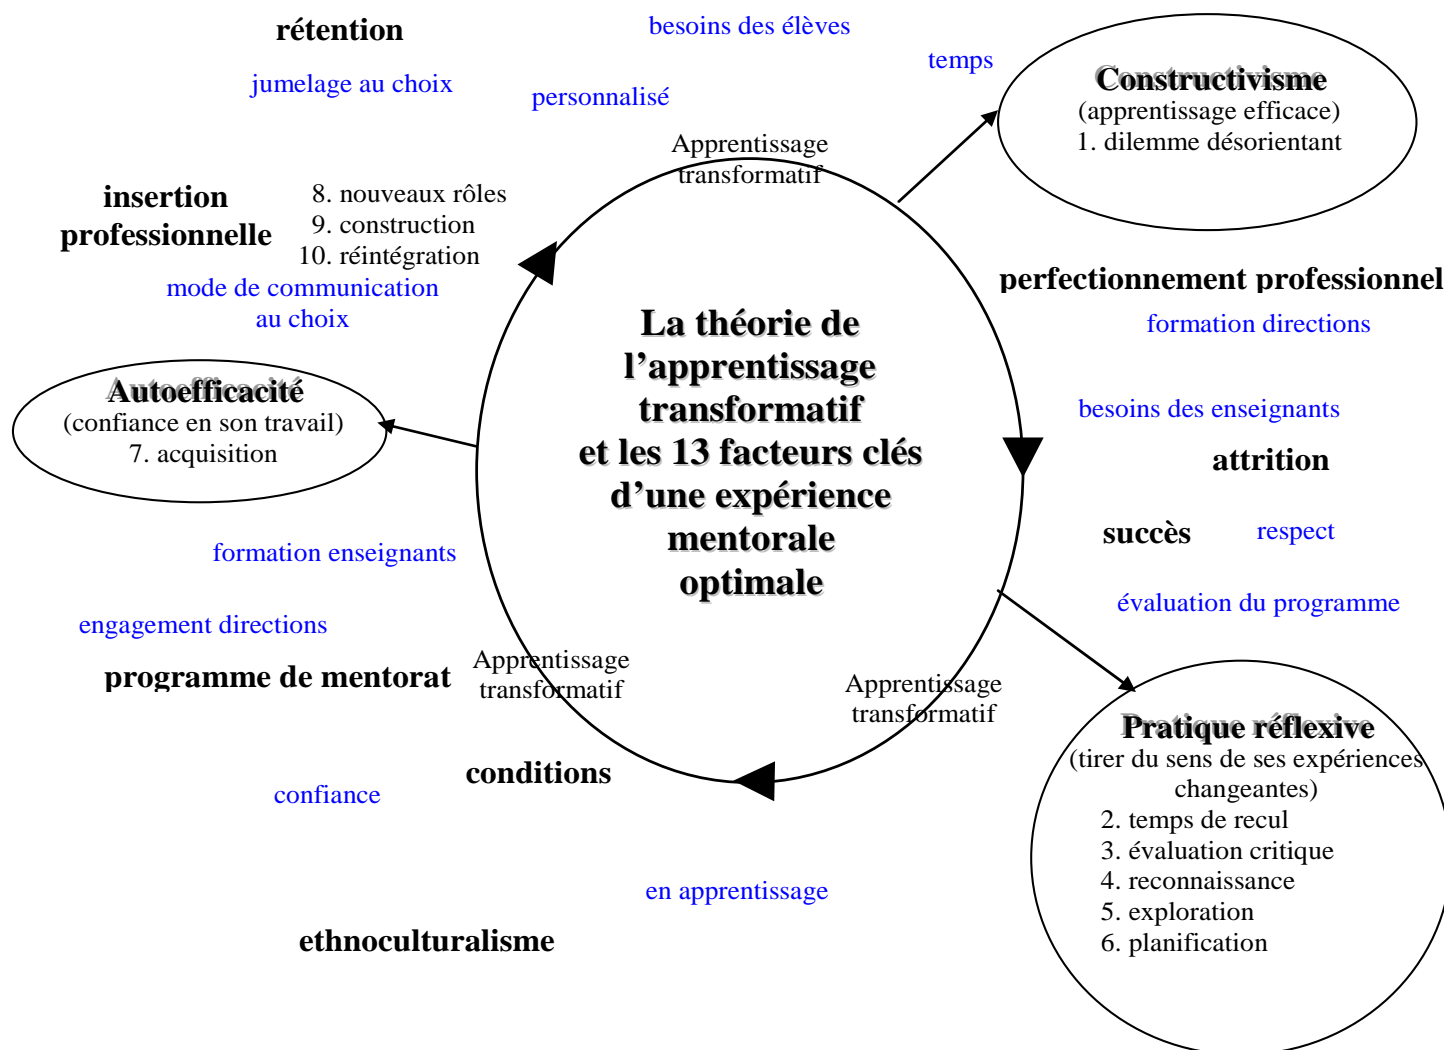 rétention
besoins des élèves
temps
jumelage au choix
personnalisé
Constructivisme
(apprentissage efficace)
1. dilemme désorientant
Apprentissage
transformatif
insertion
professionnelle
8. nouveaux rôles
9. construction
10. réintégration
mode de communication
au choix
perfectionnement professionnel
formation directions
La théorie de
l’apprentissage
transformatif
et les 13 facteurs clés
d’une expérience
mentorale
optimale
Autoefficacité
(confiance en son travail)
7. acquisition
besoins des enseignants
attrition
succès
respect
formation enseignants
évaluation du programme
engagement directions
programme de mentorat
Apprentissage
transformatif
Apprentissage
transformatif
Pratique réflexive
(tirer du sens de ses expériences
changeantes)
2. temps de recul
3. évaluation critique
4. reconnaissance
5. exploration
6. planification
conditions
confiance
en apprentissage
ethnoculturalisme